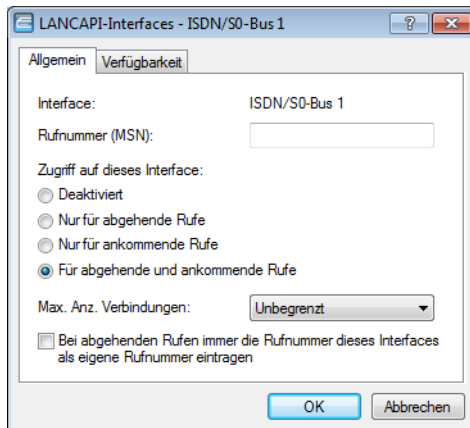 LANCAPI-Interfaces - ISDN/S0-Bus 1
Allgemein Verfügbarkeit
Interface: ISDN/S0-Bus 1
Rufnummer (MSN):
Zugriff auf dieses Interface:
Deaktiviert
Nur für abgehende Rufe
Nur für ankommende Rufe
Für abgehende und ankommende Rufe
Max. Anz. Verbindungen: Unbegrenzt
Bei abgehenden Rufen immer die Rufnummer dieses Interfaces
als eigene Rufnummer eintragen
OK Abbrechen